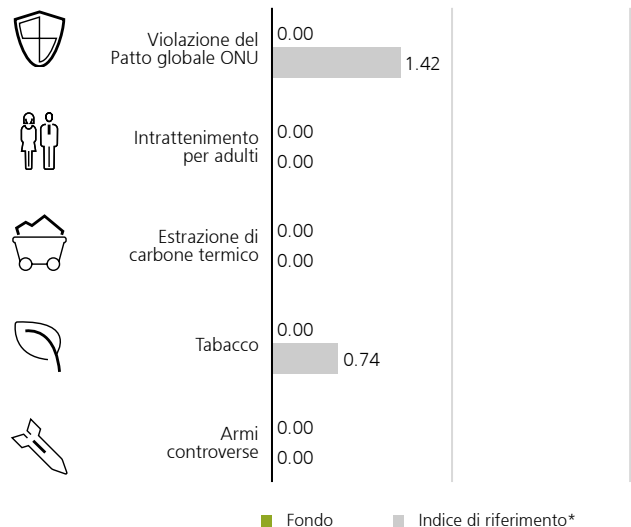 Violazione del
Patto globale ONU
0.00
1.42
Intrattenimento
per adulti
0.00
0.00
Estrazione di
carbone termico
0.00
0.00
Tabacco
0.00
0.74
Armi
controverse
0.00
0.00
Fondo
Indice di riferimento*